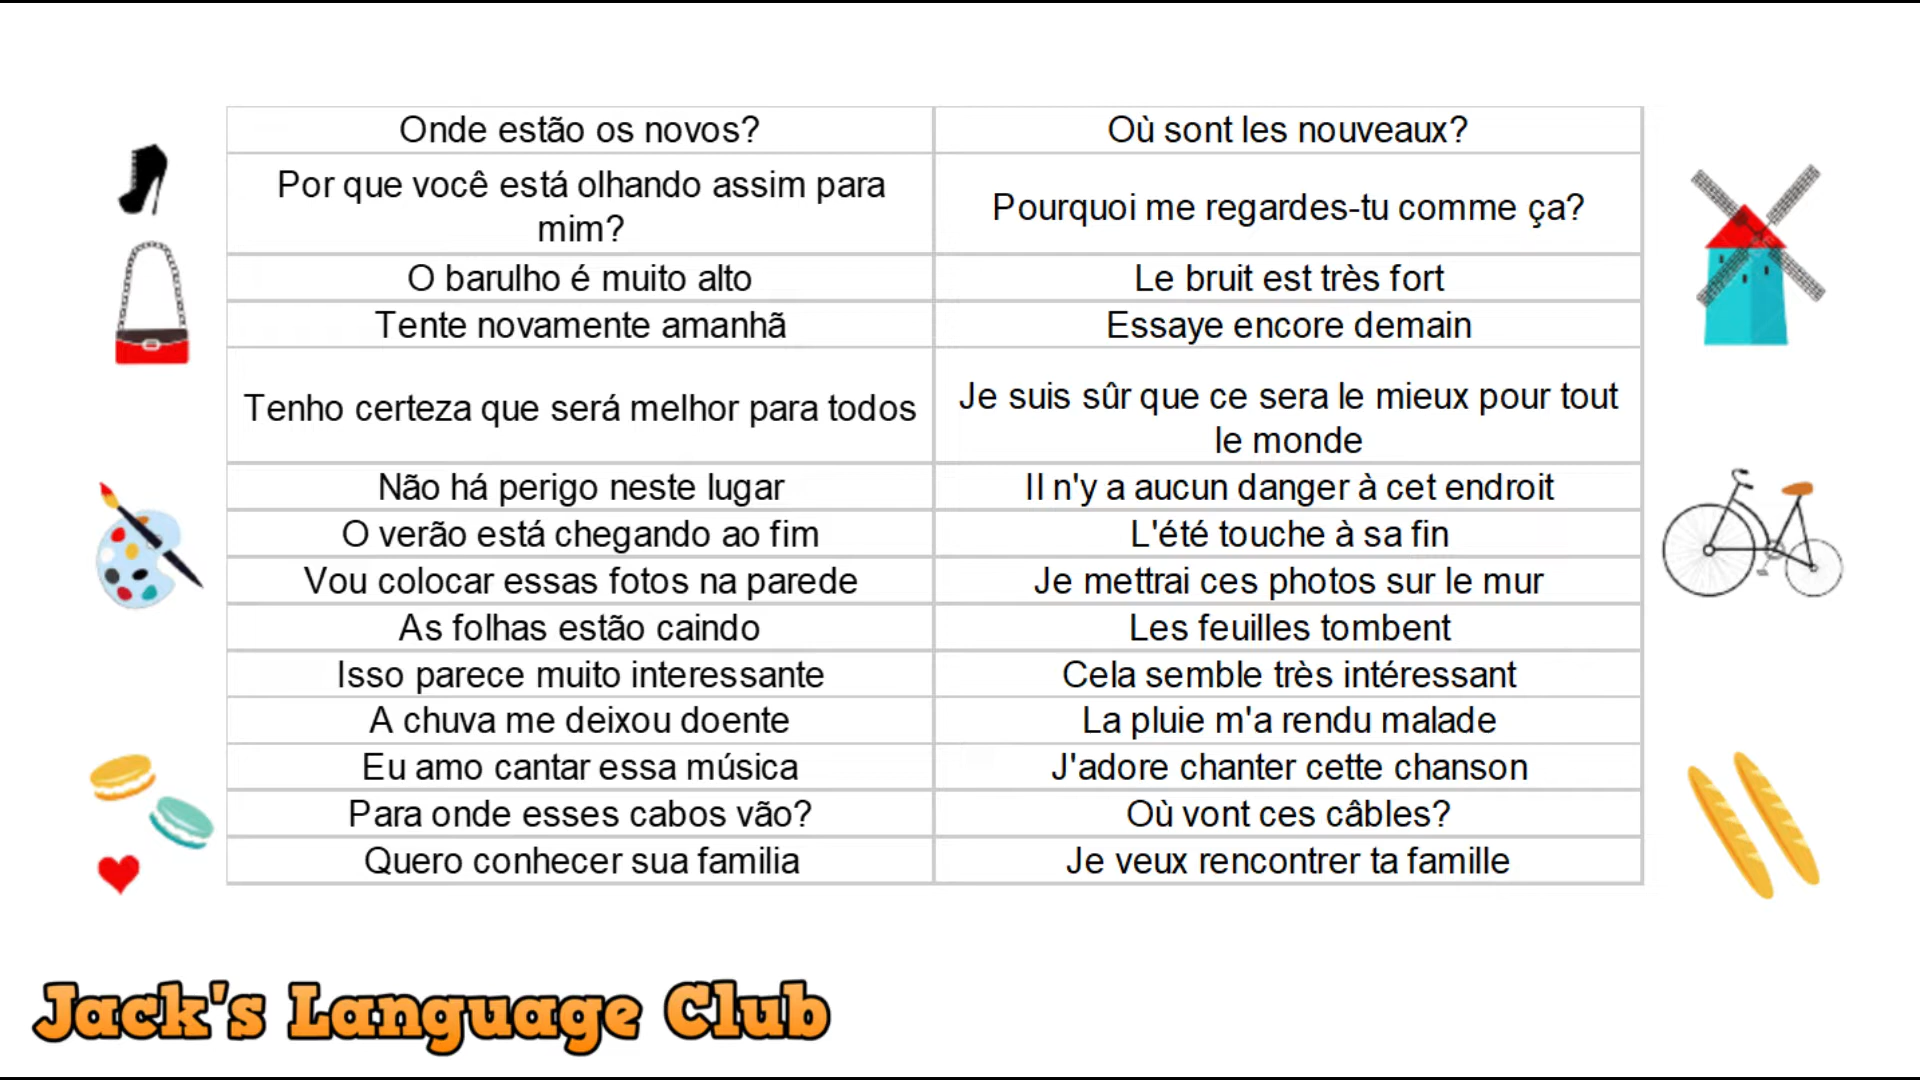 Onde estão os novos?
Où sont les nouveaux?
Por que você está olhando assim para
mim?
Pourquoi me regardes-tu comme ça?
O barulho é muito alto
Le bruit est très fort
Tente novamente amanhã
Essaye encore demain
Tenho certeza que será melhor para todos
Je suis sûr que ce sera le mieux pour tout
le monde
Não há perigo neste lugar
Il n'y a aucun danger à cet endroit
O verão está chegando ao fim
L'été touche à sa fin
Vou colocar essas fotos na parede
Je mettrai ces photos sur le mur
As folhas estão caindo
Les feuilles tombent
Isso parece muito interessante
Cela semble très intéressant
A chuva me deixou doente
La pluie m'a rendu malade
Eu amo cantar essa música
J'adore chanter cette chanson
Para onde esses cabos vão?
Où vont ces câbles?
Quero conhecer sua familia
Je veux rencontrer ta famille
Jack's Language Club